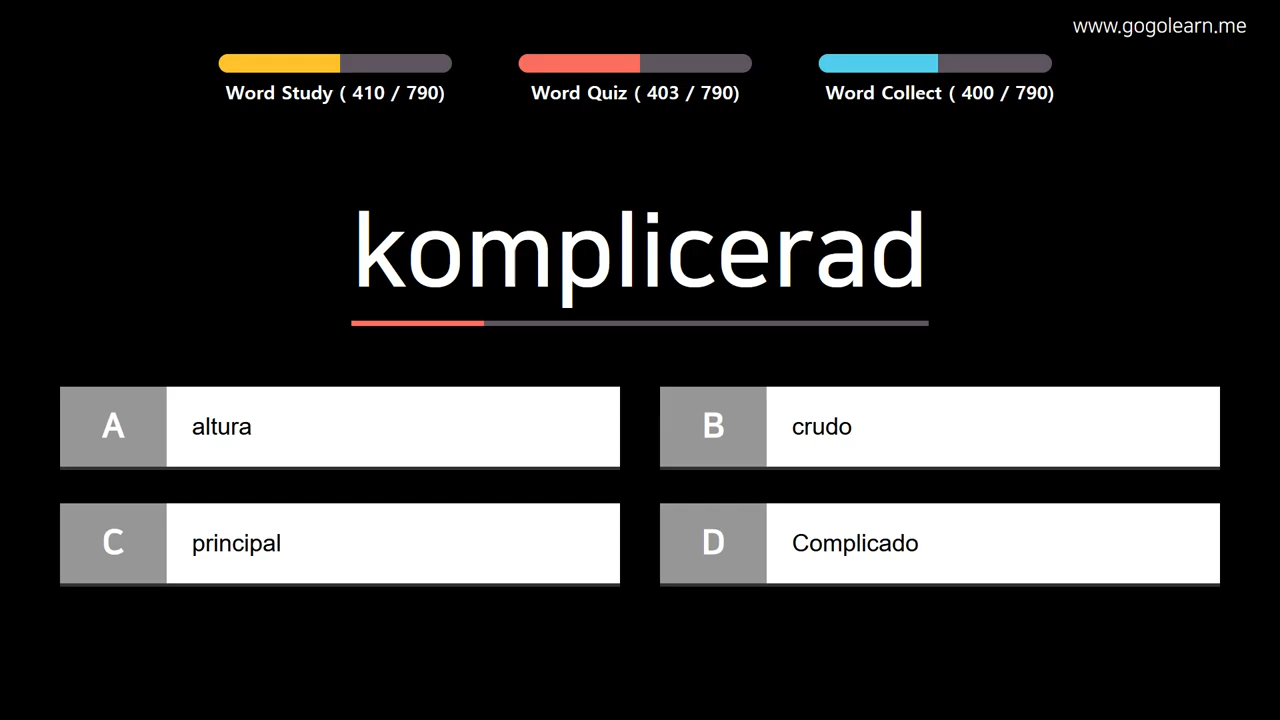 www.gogolearn.me
Word Study ( 410 / 790)
Word Quiz ( 403 / 790)
Word Collect ( 400 / 790)
komplicerad
A altura
B crudo
C principal
D Complicado